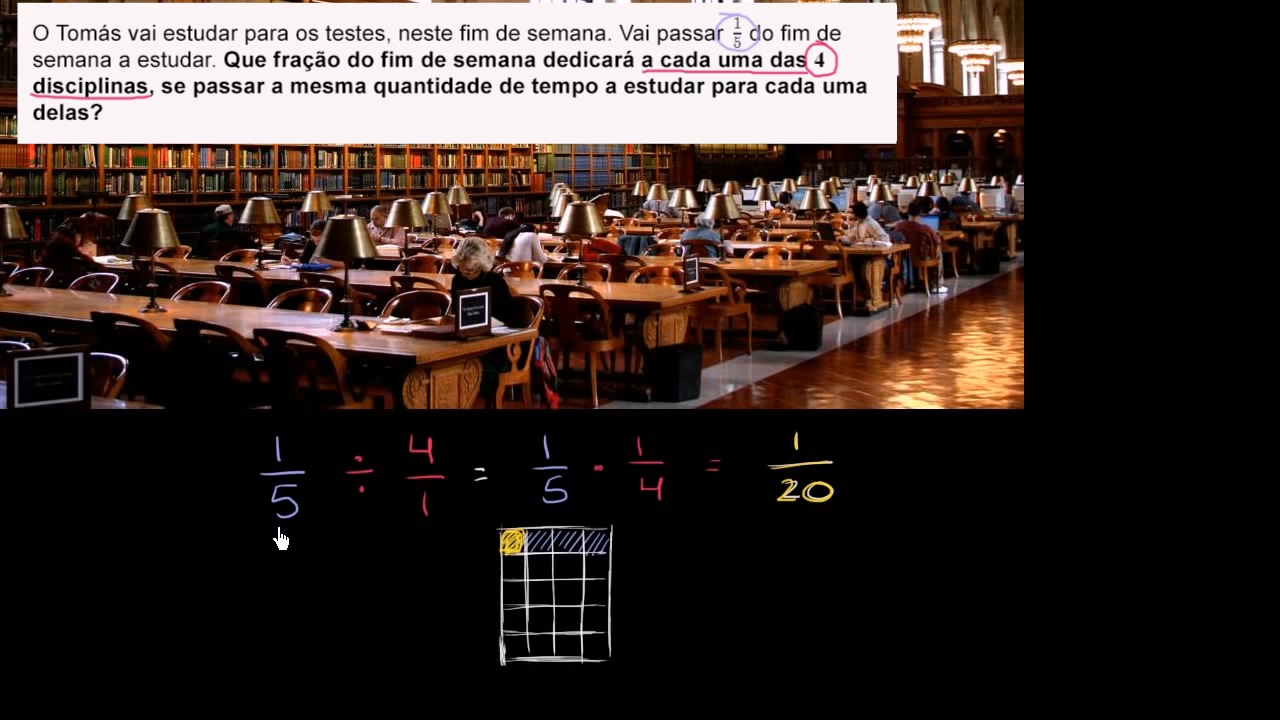 O Tomás vai estudar para os testes, neste fim de semana. Vai passar 1/5 do fim de
semana a estudar. Que fração do fim de semana dedicará a cada uma das 4
disciplinas, se passar a mesma quantidade de tempo a estudar para cada uma
delas?
1/5 ÷ 4/1 = 1/5 · 1/4 = 1/20